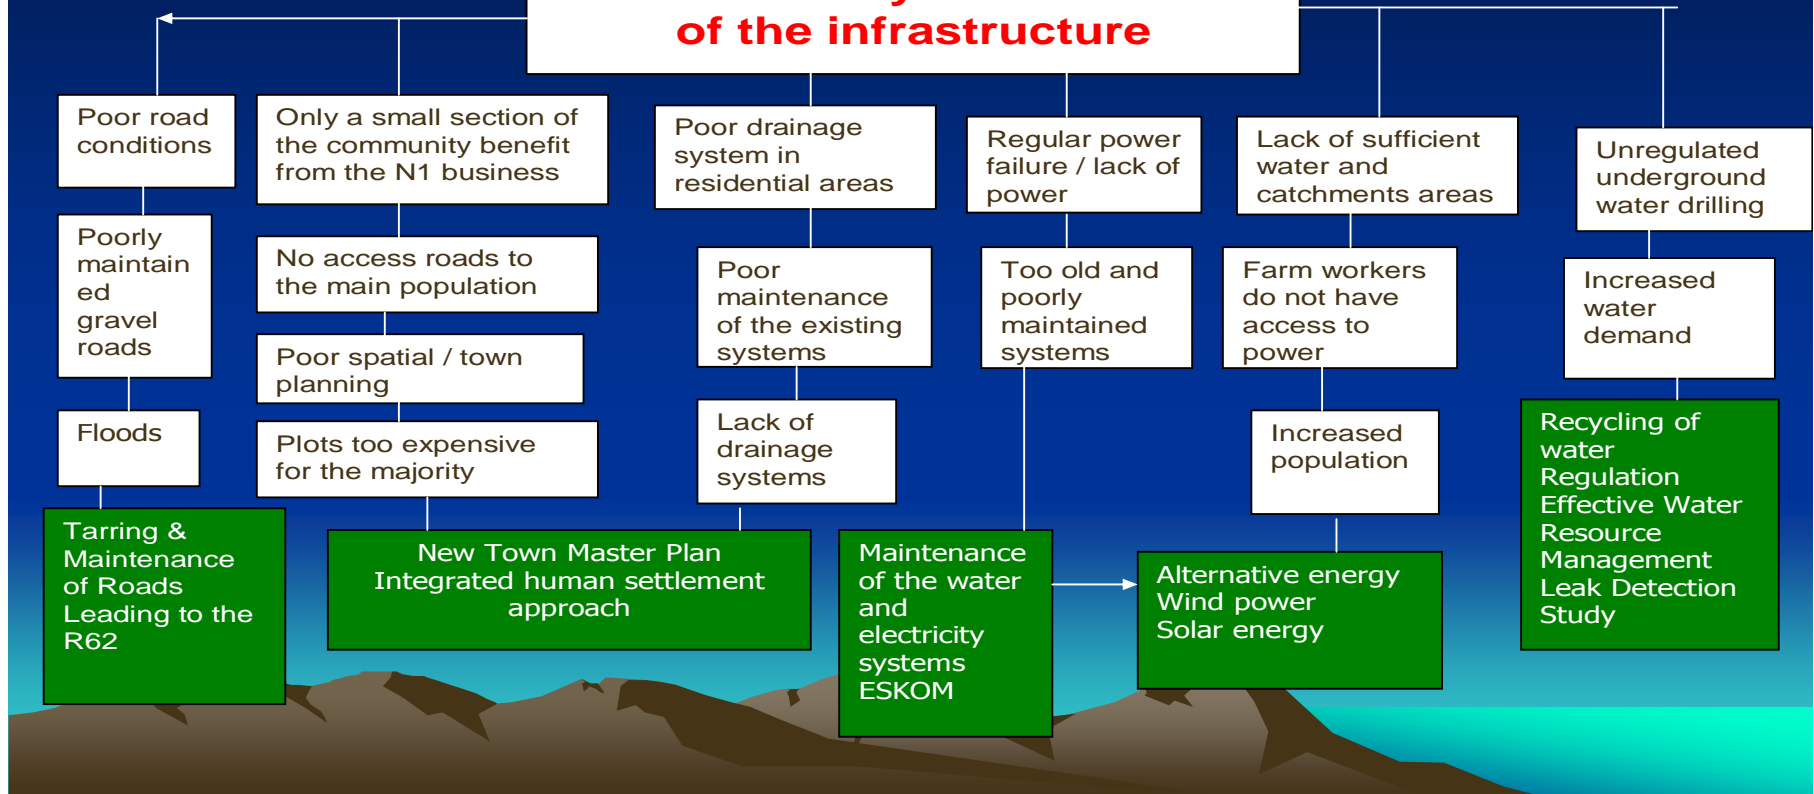 of the infrastructure
Poor road
conditions
Poorly
maintain
ed
gravel
roads
Floods
Tarring &
Maintenance
of Roads
Leading to the
R62
Only a small section of
the community benefit
from the N1 business
No access roads to
the main population
Poor spatial / town
planning
Plots too expensive
for the majority
New Town Master Plan
Integrated human settlement
approach
Poor drainage
system in
residential areas
Poor
maintenance
of the existing
systems
Lack of
drainage
systems
Regular power
failure / lack of
power
Too old and
poorly
maintained
systems
Maintenance
of the water
and
electricity
systems
ESKOM
Lack of sufficient
water and
catchments areas
Farm workers
do not have
access to
power
Increased
population
Alternative energy
Wind power
Solar energy
Unregulated
underground
water drilling
Increased
water
demand
Recycling of
water
Regulation
Effective Water
Resource
Management
Leak Detection
Study